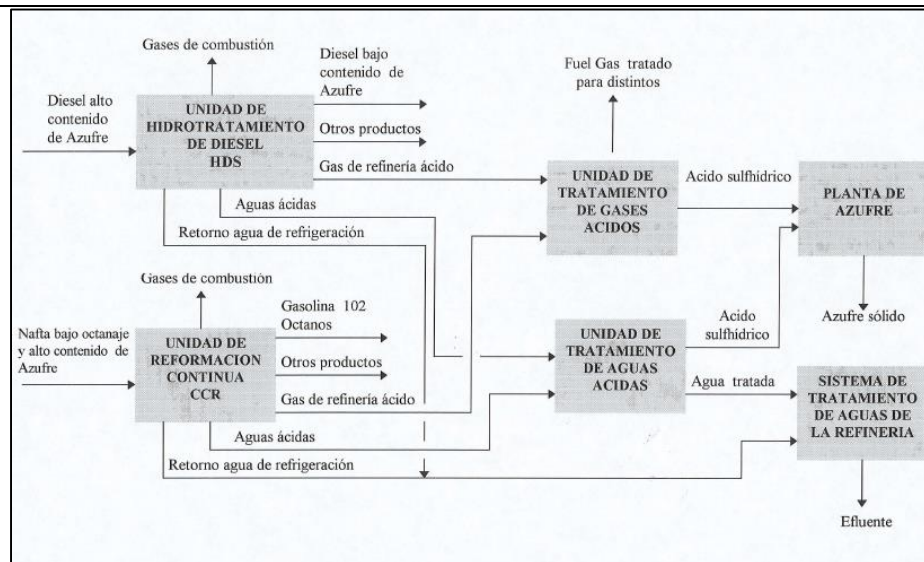 Gases de combustión
Diesel bajo
contenido de
Azufre
Fuel Gas tratado
para distintos
Diesel alto
contenido
de Azufre
UNIDAD DE
HIDROTRATAMIENTO
DE DIESEL
HDS
Otros productos
Gas de refinería ácido
UNIDAD DE
TRATAMIENTO
DE GASES
ACIDOS
Acido sulfhídrico
PLANTA DE
AZUFRE
Aguas ácidas
Retorno agua de refrigeración
Gases de combustión
Gasolina 102
Octanos
Acido
sulfhídrico
Azufre sólido
Nafta bajo octanaje
y alto contenido de
Azufre
UNIDAD DE
REFORMACION
CONTINUA
CCR
Otros productos
Gas de refinería ácido
UNIDAD DE
TRATAMIENTO
DE AGUAS
ACIDAS
Agua tratada
SISTEMA DE
TRATAMIENTO
DE AGUAS DE
LA REFINERIA
Aguas ácidas
Retorno agua de refrigeración
Efluente